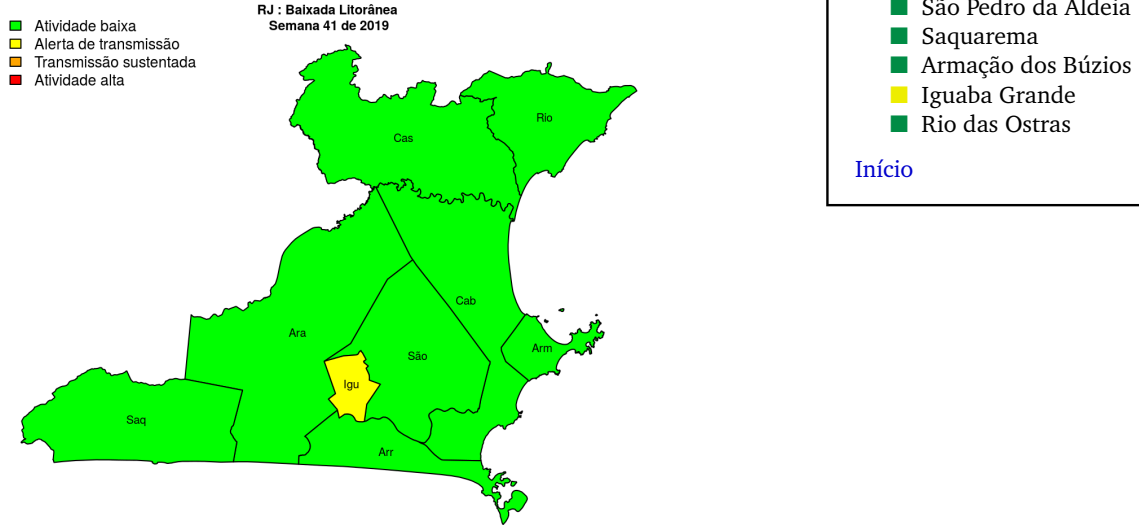 RJ : Baixada Litorânea
Semana 41 de 2019
Atividade baixa
Alerta de transmissão
Transmissão sustentada
Atividade alta
Cas
Rio
Cab
Ara
São
Arm
Igu
Saq
Arr
São Pedro da Aldeia
Saquarema
Armação dos Búzios
Iguaba Grande
Rio das Ostras
Início